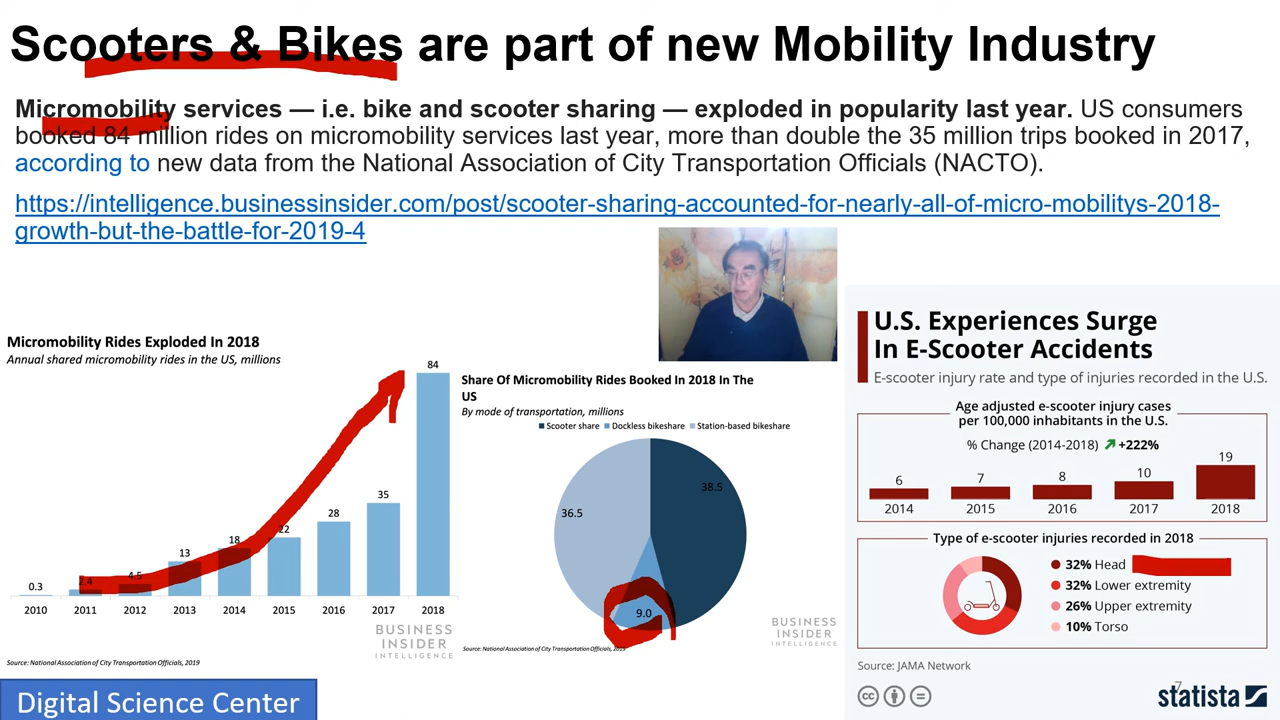 Scooters & Bikes are part of new Mobility Industry
Micromobility services — i.e. bike and scooter sharing — exploded in popularity last year. US consumers
booked 84 million rides on micromobility services last year, more than double the 35 million trips booked in 2017,
according to new data from the National Association of City Transportation Officials (NACTO).
https://intelligence.businessinsider.com/post/scooter-sharing-accounted-for-nearly-all-of-micro-mobilitys-2018-
growth-but-the-battle-for-2019-4
Micromobility Rides Exploded In 2018
Annual shared micromobility rides in the US, millions
0.3
2.4
4.5
13
18
22
28
35
84
2010 2011 2012 2013 2014 2015 2016 2017 2018
BUSINESS
INSIDER
INTELLIGENCE
Source: National Association of City Transportation Officials, 2019
Share Of Micromobility Rides Booked In 2018 In The
US
By mode of transportation, millions
Scooter share Dockless bikeshare Station-based bikeshare
38.5
36.5
9.0
BUSINESS
INSIDER
INTELLIGENCE
Source: National Association of City Transportation Officials, 2019
U.S. Experiences Surge
In E-Scooter Accidents
E-scooter injury rate and type of injuries recorded in the U.S.
Age adjusted e-scooter injury cases
per 100,000 inhabitants in the U.S.
% Change (2014-2018) +222%
6 7 8 10 19
2014 2015 2016 2017 2018
Type of e-scooter injuries recorded in 2018
32% Head
32% Lower extremity
26% Upper extremity
10% Torso
Source: JAMA Network
cc
7
statista
Digital Science Center